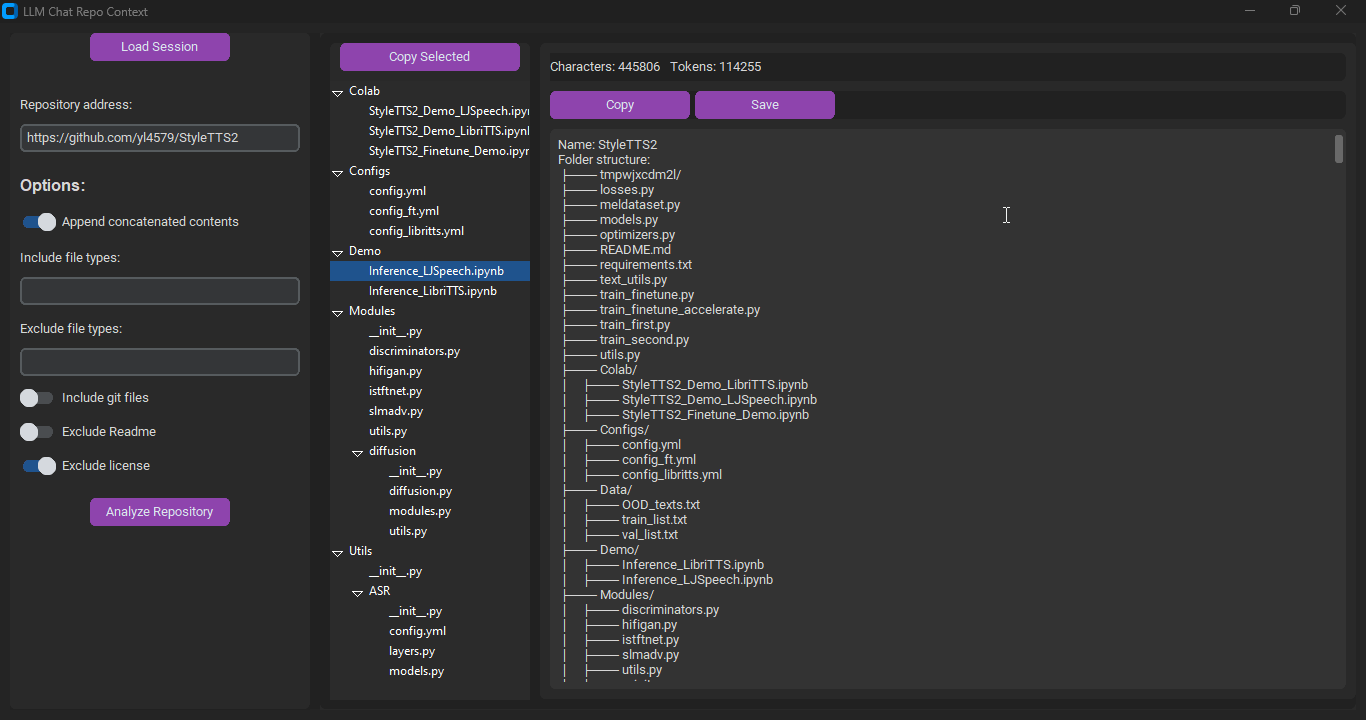 LLM Chat Repo Context
Load Session
Repository address:
https://github.com/yl4579/StyleTTS2
Options:
Append concatenated contents
Include file types:
Exclude file types:
Include git files
Exclude Readme
Exclude license
Analyze Repository
Copy Selected
Colab
StyleTTS2_Demo_LJSpeech.ipyn
StyleTTS2_Demo_LibriTTS.ipynl
StyleTTS2_Finetune_Demo.ipyn
Configs
config.yml
config_ft.yml
config_libritts.yml
Demo
Inference_LJSpeech.ipynb
Inference_LibriTTS.ipynb
Modules
__init__.py
discriminators.py
hifigan.py
istftnet.py
slmadv.py
utils.py
diffusion
__init__.py
diffusion.py
modules.py
utils.py
Utils
__init__.py
ASR
__init__.py
config.yml
layers.py
models.py
Characters: 445806 Tokens: 114255
Copy
Save
Name: StyleTTS2
Folder structure:
tmpwjxcdm2l/
losses.py
meldataset.py
models.py
optimizers.py
README.md
requirements.txt
text_utils.py
train_finetune.py
train_finetune_accelerate.py
train_first.py
train_second.py
utils.py
Colab/
StyleTTS2_Demo_LibriTTS.ipynb
StyleTTS2_Demo_LJSpeech.ipynb
StyleTTS2_Finetune_Demo.ipynb
Configs/
config.yml
config_ft.yml
config_libritts.yml
Data/
OOD_texts.txt
train_list.txt
val_list.txt
Demo/
Inference_LibriTTS.ipynb
Inference_LJSpeech.ipynb
Modules/
discriminators.py
hifigan.py
istftnet.py
slmadv.py
utils.py